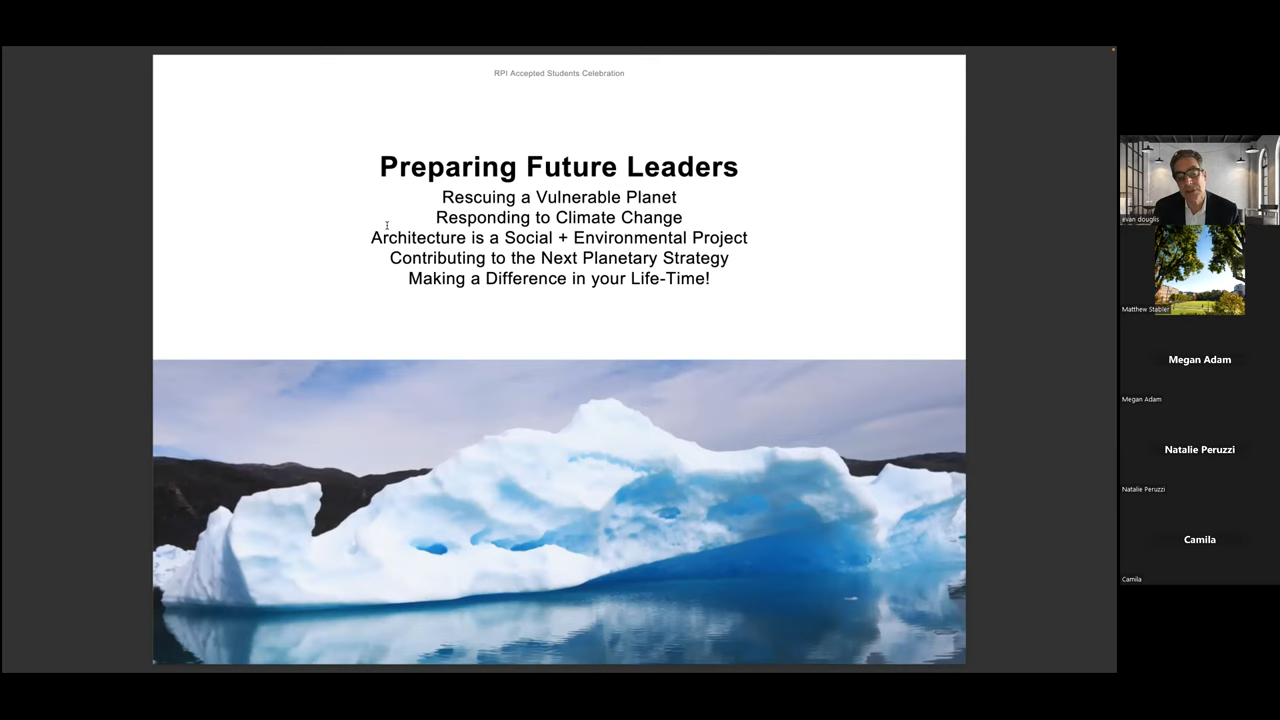 RPI Accepted Students Celebration
Preparing Future Leaders
Rescuing a Vulnerable Planet
Responding to Climate Change
Architecture is a Social + Environmental Project
Contributing to the Next Planetary Strategy
Making a Difference in your Life-Time!
evan douglis
Matthew Stabler
Megan Adam
Megan Adam
Natalie Peruzzi
Natalie Peruzzi
Camila
Camila